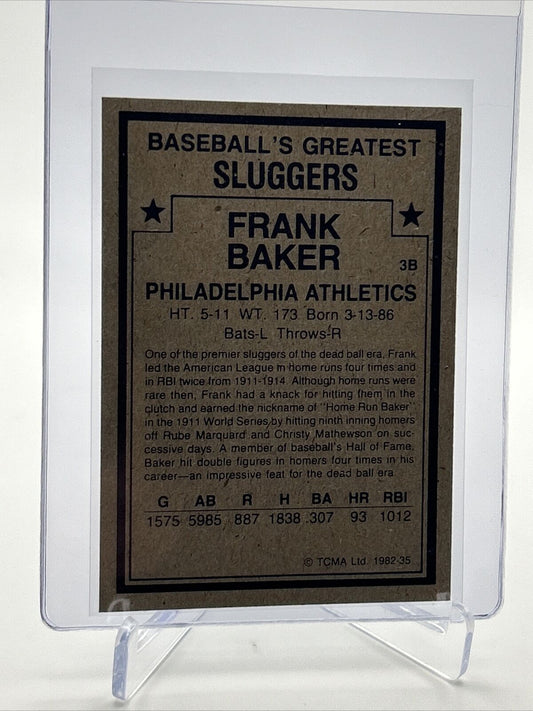 BASEBALL'S GREATEST
SLUGGERS
FRANK
BAKER
3B
PHILADELPHIA ATHLETICS
HT. 5-11 WT. 173 Born 3-13-86
Bats-L Throws-R
One of the premier sluggers of the dead ball era, Frank
led the American League in home runs four times and
in RBI twice from 1911-1914. Although home runs were
rare then, Frank had a knack for hitting them in the
clutch and earned the nickname of "Home Run Baker"
in the 1911 World Series by hitting ninth inning homers
off Rube Marquard and Christy Mathewson on suc-
cessive days. A member of baseball's Hall of Fame,
Baker hit double figures in homers four times in his
career—an impressive feat for the dead ball era.
G AB R H BA HR RBI
1575 5985 887 1838 .307 93 1012
© TCMA Ltd. 1982-35